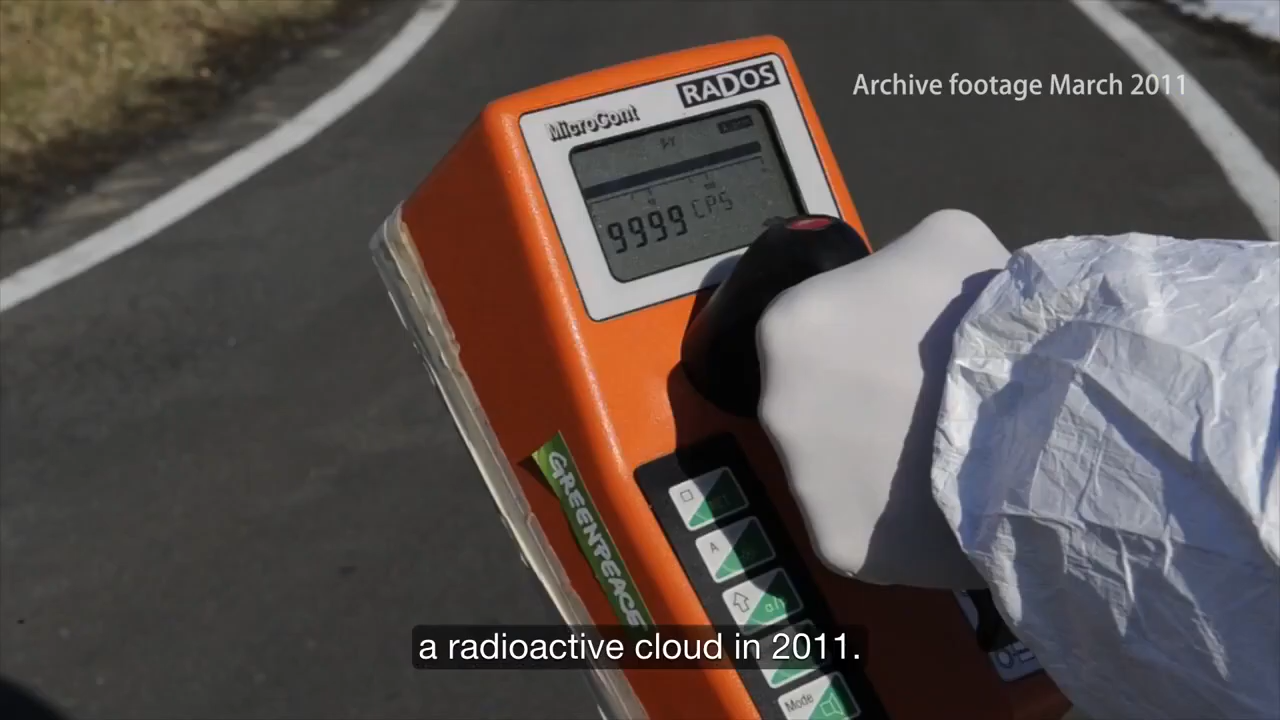 Archive footage March 2011
RADOS
MicroCont
9999 CPS
GREENPEACE
A
Mode
a radioactive cloud in 2011.